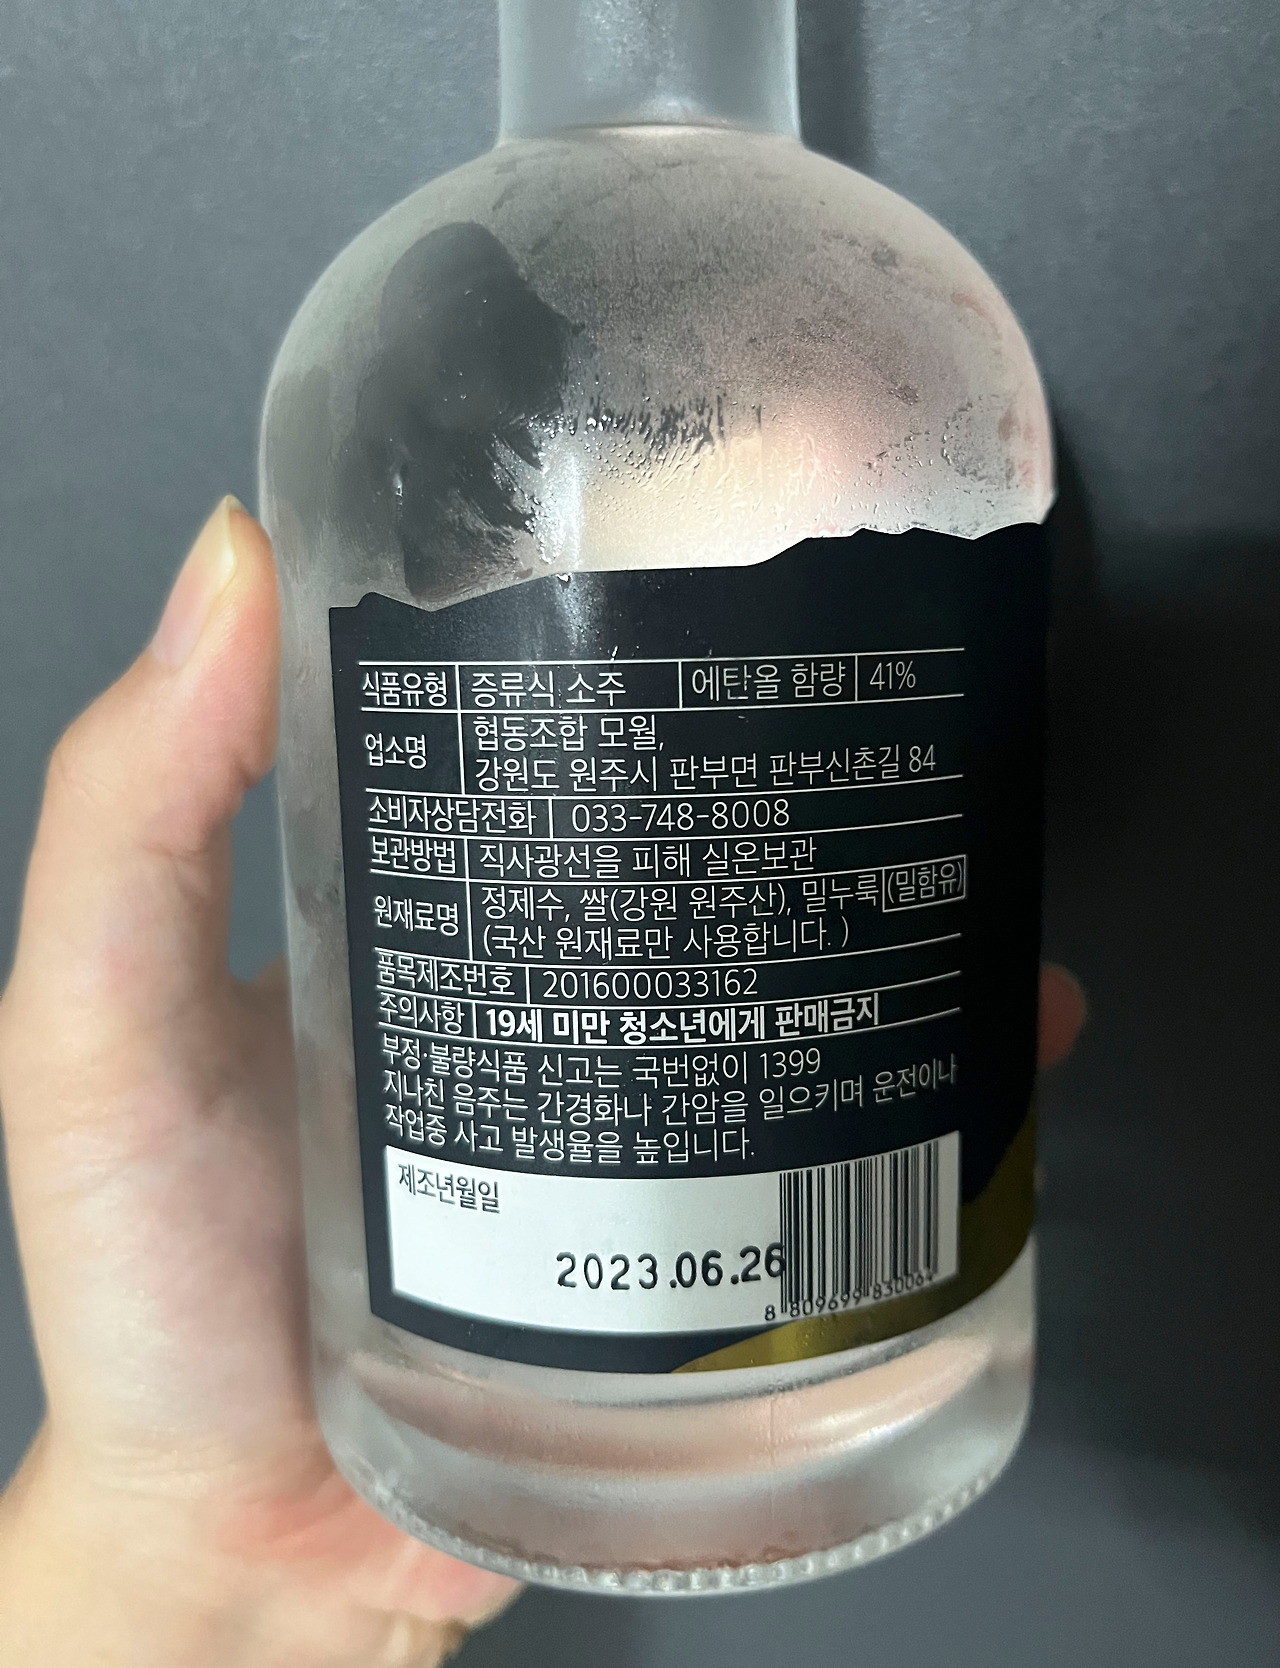 식품유형 증류식 소주 에탄올 함량 41%
업소명 협동조합 모월,
강원도 원주시 판부면 판부신촌길 84
소비자상담전화 033-748-8008
보관방법 직사광선을 피해 실온보관
원재료명 정제수, 쌀(강원 원주산), 밀누룩(밀함유)
(국산 원재료만 사용합니다. )
품목제조번호 201600033162
주의사항 19세 미만 청소년에게 판매금지
부정·불량식품 신고는 국번없이 1399
지나친 음주는 간경화나 간암을 일으키며 운전이나
작업중 사고 발생율을 높입니다.
제조년월일
2023.06.26
8 809699 830064